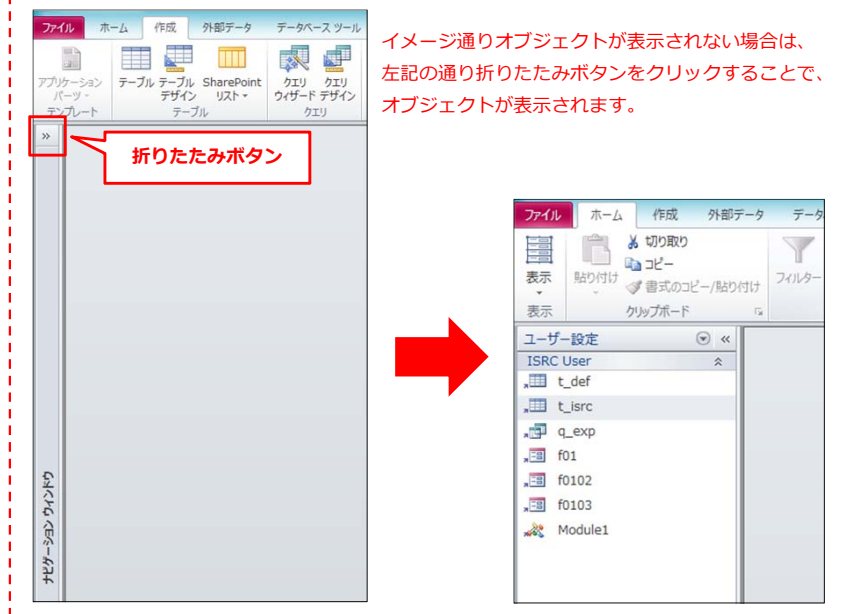 ファイル ホーム 作成 外部データ データベース ツール
アプリケーション
パーツ
テーブル テーブル
デザイン
SharePoint
リスト
クエリ
ウィザード
クエリ
デザイン
テンプレート テーブル クエリ
»
折りたたみボタン
ナビゲーション ウィンドウ
イメージ通りオブジェクトが表示されない場合は、
左記の通り折りたたみボタンをクリックすることで、
オブジェクトが表示されます。
ファイル ホーム 作成 外部データ データ
表示
貼り付け
切り取り
コピー
書式のコピー/貼り付け
フィルター
表示 クリップボード
ユーザー設定 «
ISRC User
t_def
t_isrc
q_exp
f01
f0102
f0103
Module1